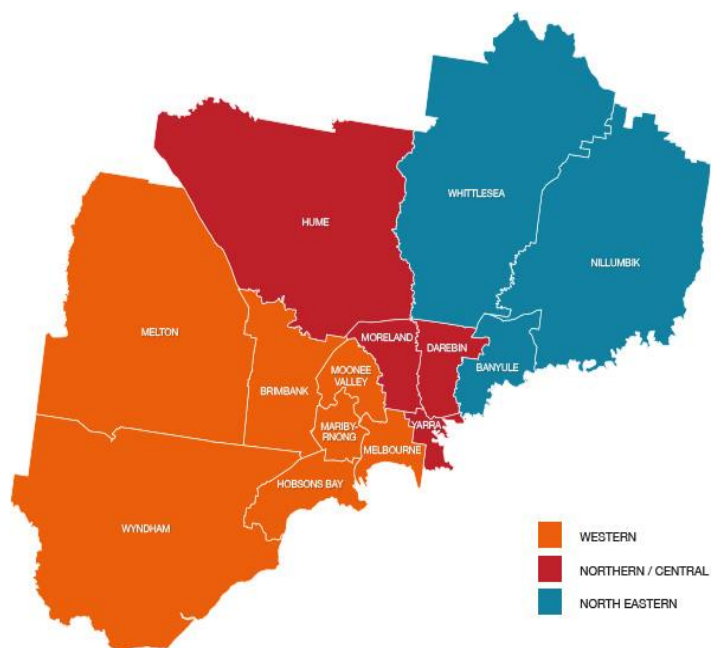 WHITTLESEA
HUME
NILLUMBIK
MELTON
MORELAND
DAREBIN
MOONEE
VALLEY
BANYULE
BRIMBANK
MARIBY-
RNONG
YARRA
MELBOURNE
HOBSONS BAY
WYNDHAM
WESTERN
NORTHERN / CENTRAL
NORTH EASTERN